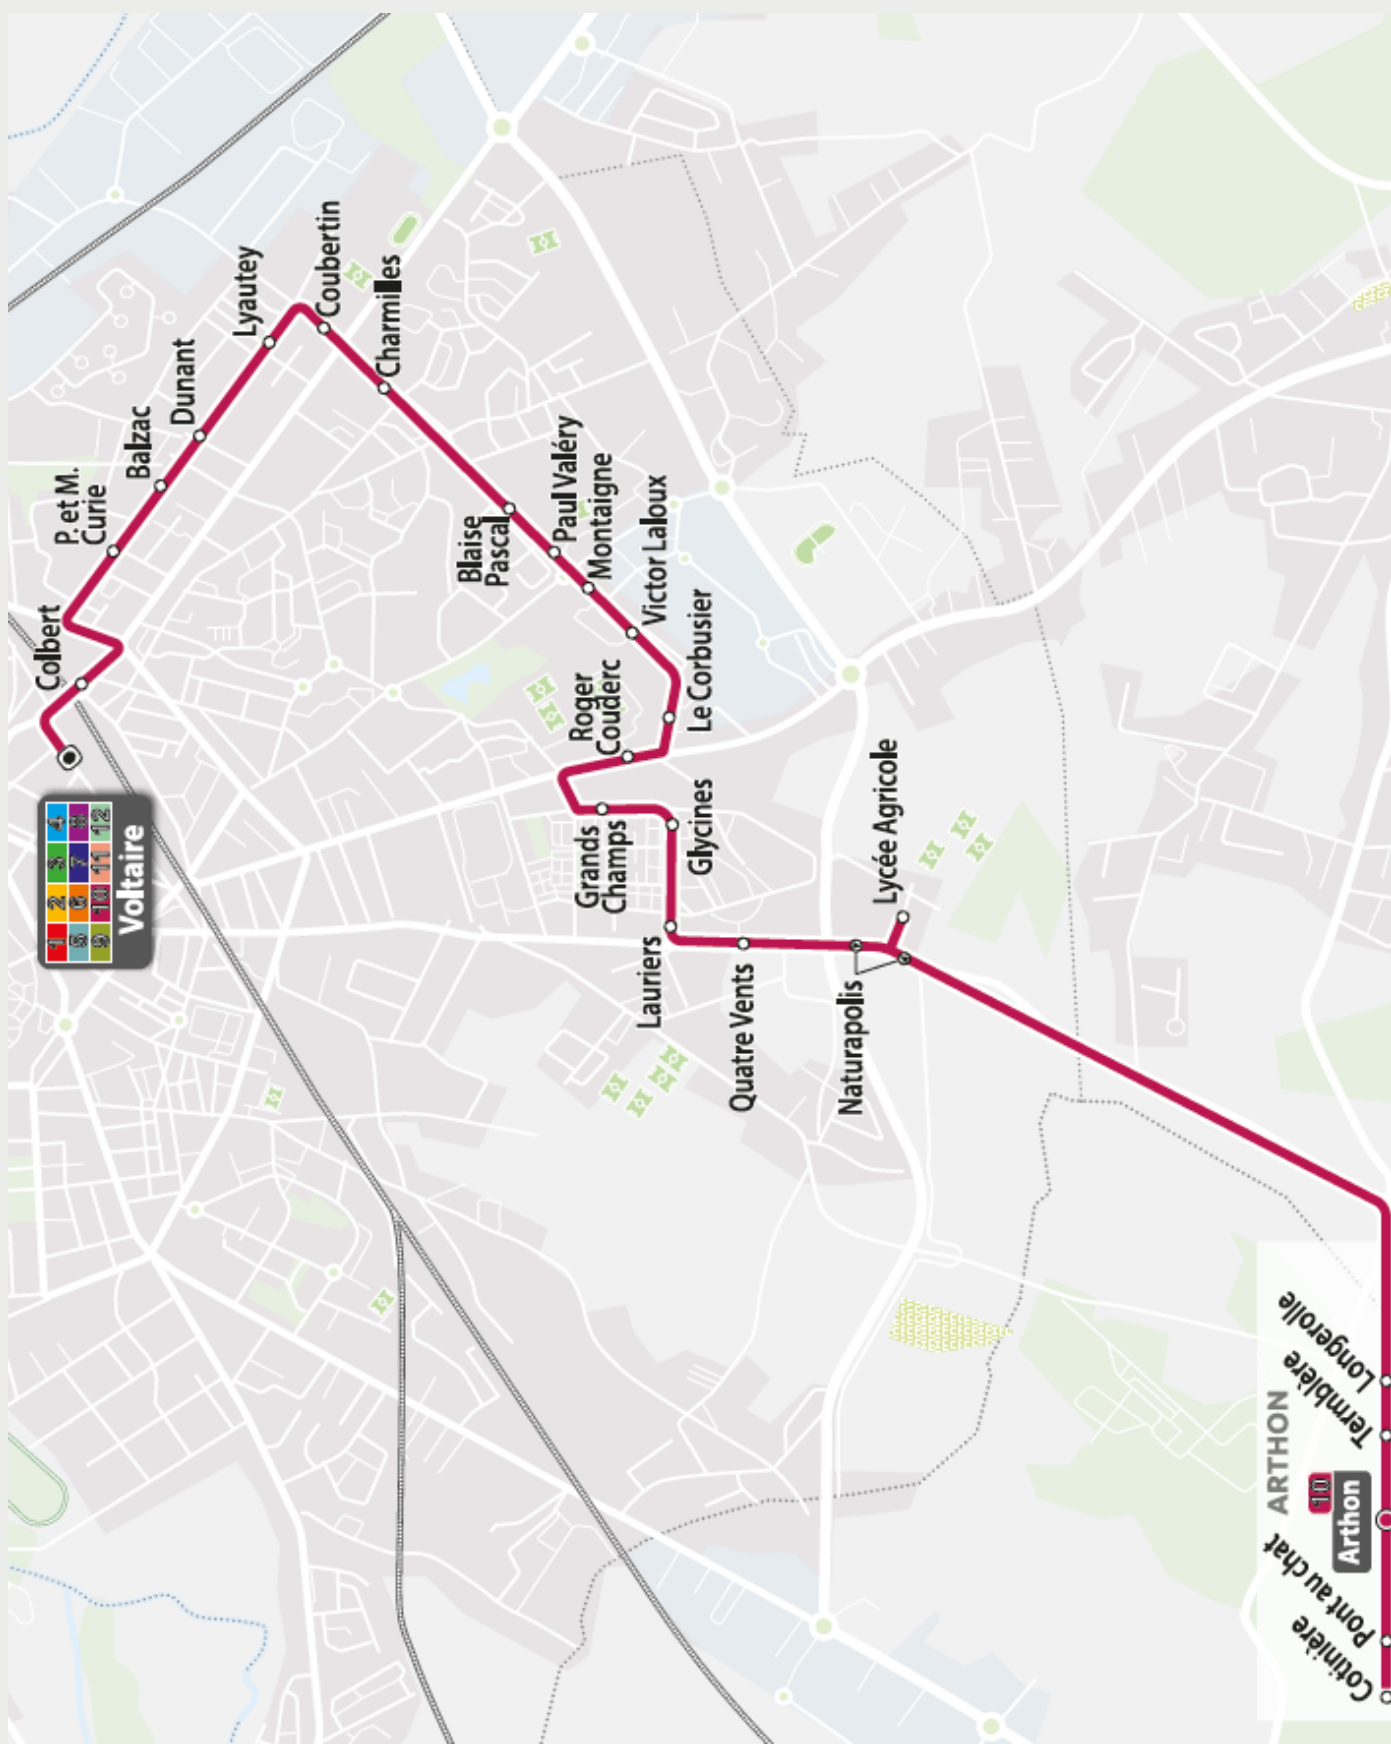 1 2 3 4
5 6 7 8
9 10 11 12
Voltaire
Colbert
P. et M.
Curie
Balzac
Dunant
Lyautey
Coubertin
Charmilles
Blaise
Pascal
Paul Valéry
Montaigne
Victor Laloux
Le Corbusier
Roger
Couderc
Grands
Champs
Glycines
Lauriers
Quatre Vents
Naturapolis
Lycée Agricole
ARTHON
Longerolle
Termblère
10
Arthon
Pont au chat
Cotinière